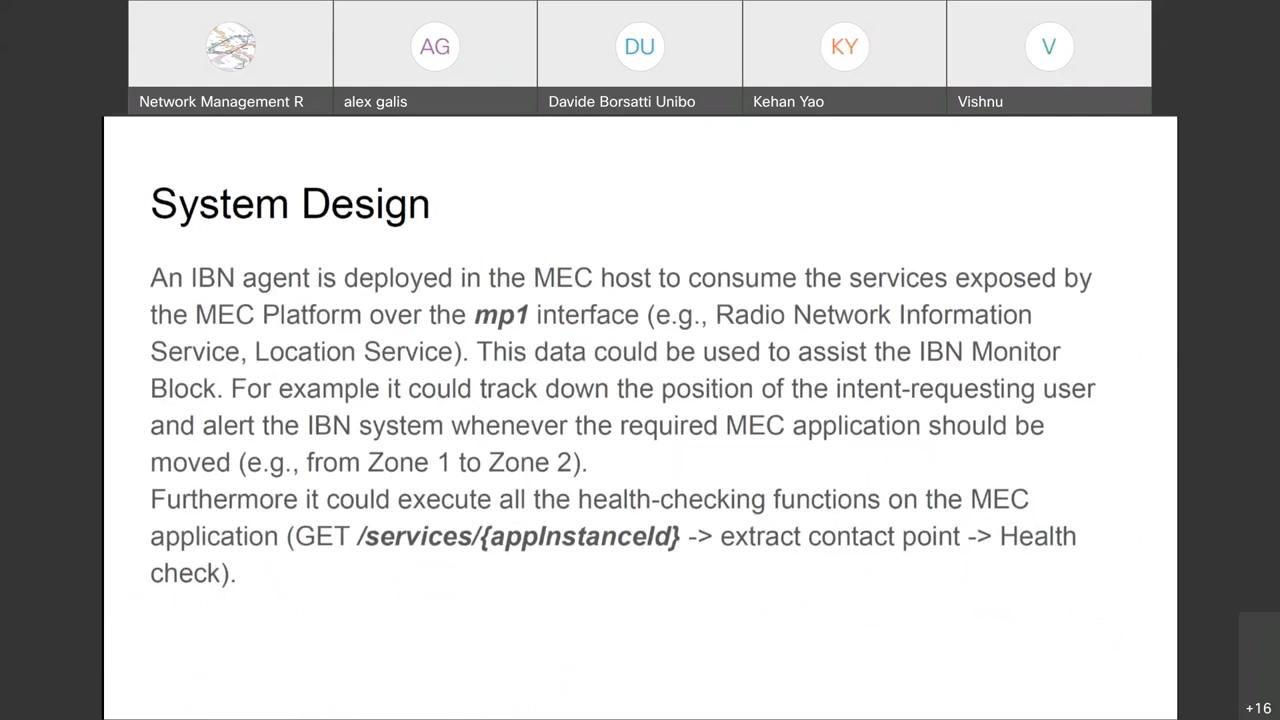 AG
DU
KY
V
Network Management R
alex galis
Davide Borsatti Unibo
Kehan Yao
Vishnu
System Design
An IBN agent is deployed in the MEC host to consume the services exposed by
the MEC Platform over the mp1 interface (e.g., Radio Network Information
Service, Location Service). This data could be used to assist the IBN Monitor
Block. For example it could track down the position of the intent-requesting user
and alert the IBN system whenever the required MEC application should be
moved (e.g., from Zone 1 to Zone 2).
Furthermore it could execute all the health-checking functions on the MEC
application (GET /services/{appInstanceId} -> extract contact point -> Health
check).
+16